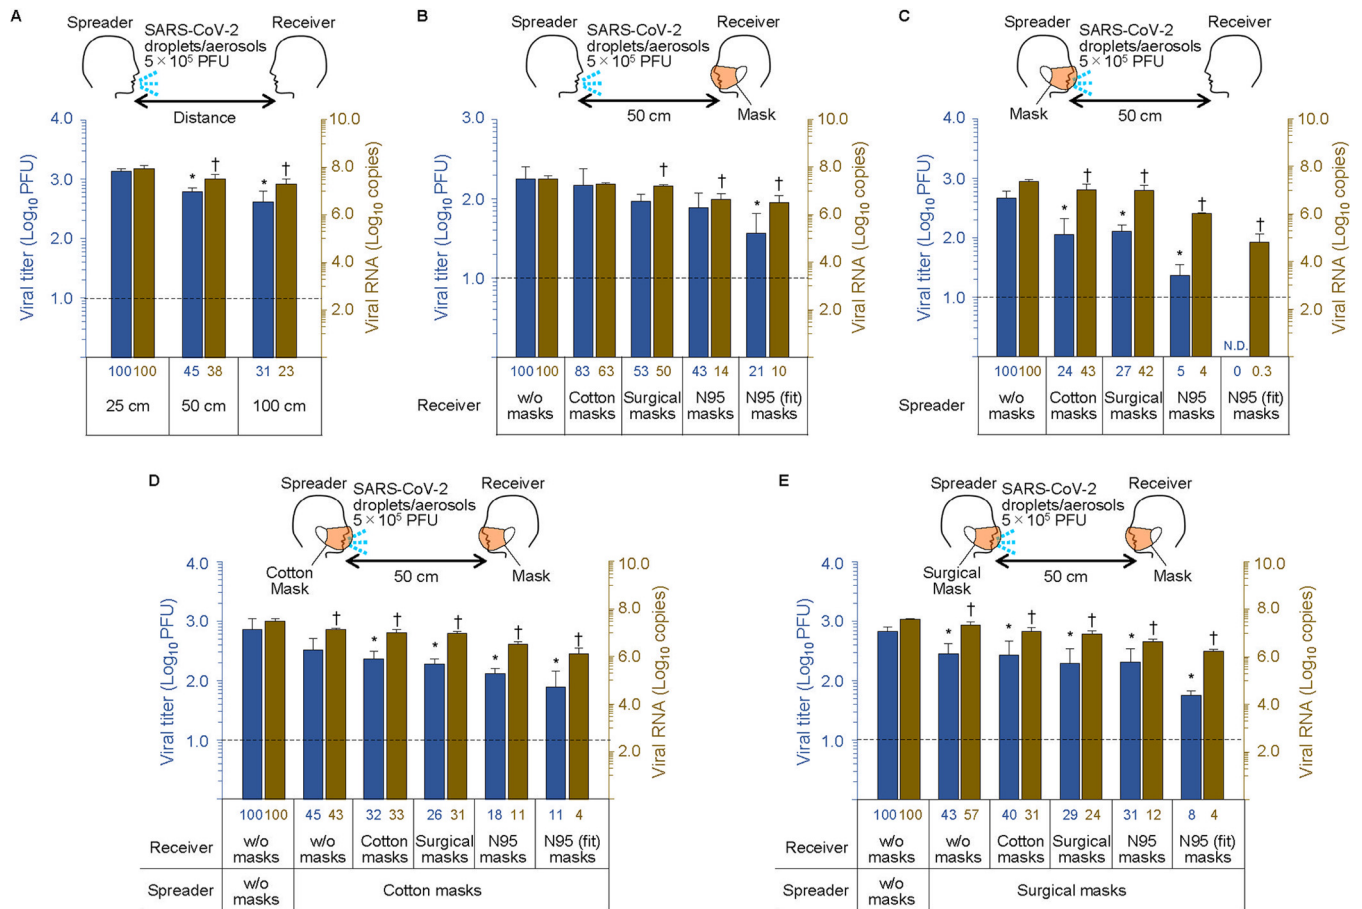 A
Spreader
Receiver
SARS-CoV-2
droplets/aerosols
5 × 10⁵ PFU
Distance
Viral titer (Log₁₀ PFU)
4.0
3.0
2.0
1.0
* † * †
10.0
8.0
6.0
4.0
2.0
Viral RNA (Log₁₀ copies)
100 100 45 38 31 23
25 cm 50 cm 100 cm
B
Spreader
Receiver
SARS-CoV-2
droplets/aerosols
5 × 10⁵ PFU
50 cm
Mask
Viral titer (Log₁₀ PFU)
3.0
2.0
1.0
† † * †
10.0
8.0
6.0
4.0
2.0
Viral RNA (Log₁₀ copies)
100 100 83 63 53 50 43 14 21 10
Receiver
w/o masks
Cotton masks
Surgical masks
N95 masks
N95 (fit) masks
C
Spreader
Receiver
SARS-CoV-2
droplets/aerosols
5 × 10⁵ PFU
Mask
50 cm
Viral titer (Log₁₀ PFU)
4.0
3.0
2.0
1.0
* † * † * † †
N.D.
10.0
8.0
6.0
4.0
2.0
Viral RNA (Log₁₀ copies)
100 100 24 43 27 42 5 4 0 0.3
Spreader
w/o masks
Cotton masks
Surgical masks
N95 masks
N95 (fit) masks
D
Spreader
Receiver
SARS-CoV-2
droplets/aerosols
5 × 10⁵ PFU
Cotton
Mask
50 cm
Mask
Viral titer (Log₁₀ PFU)
4.0
3.0
2.0
1.0
† * † * † * † * †
10.0
8.0
6.0
4.0
2.0
Viral RNA (Log₁₀ copies)
100 100 45 43 32 33 26 31 18 11 11 4
Receiver
w/o masks
w/o masks
Cotton masks
Surgical masks
N95 masks
N95 (fit) masks
Spreader
w/o masks
Cotton masks
E
Spreader
Receiver
SARS-CoV-2
droplets/aerosols
5 × 10⁵ PFU
Surgical
Mask
50 cm
Mask
Viral titer (Log₁₀ PFU)
4.0
3.0
2.0
1.0
* † * † * † * † * †
10.0
8.0
6.0
4.0
2.0
Viral RNA (Log₁₀ copies)
100 100 43 57 40 31 29 24 31 12 8 4
Receiver
w/o masks
w/o masks
Cotton masks
Surgical masks
N95 masks
N95 (fit) masks
Spreader
w/o masks
Surgical masks